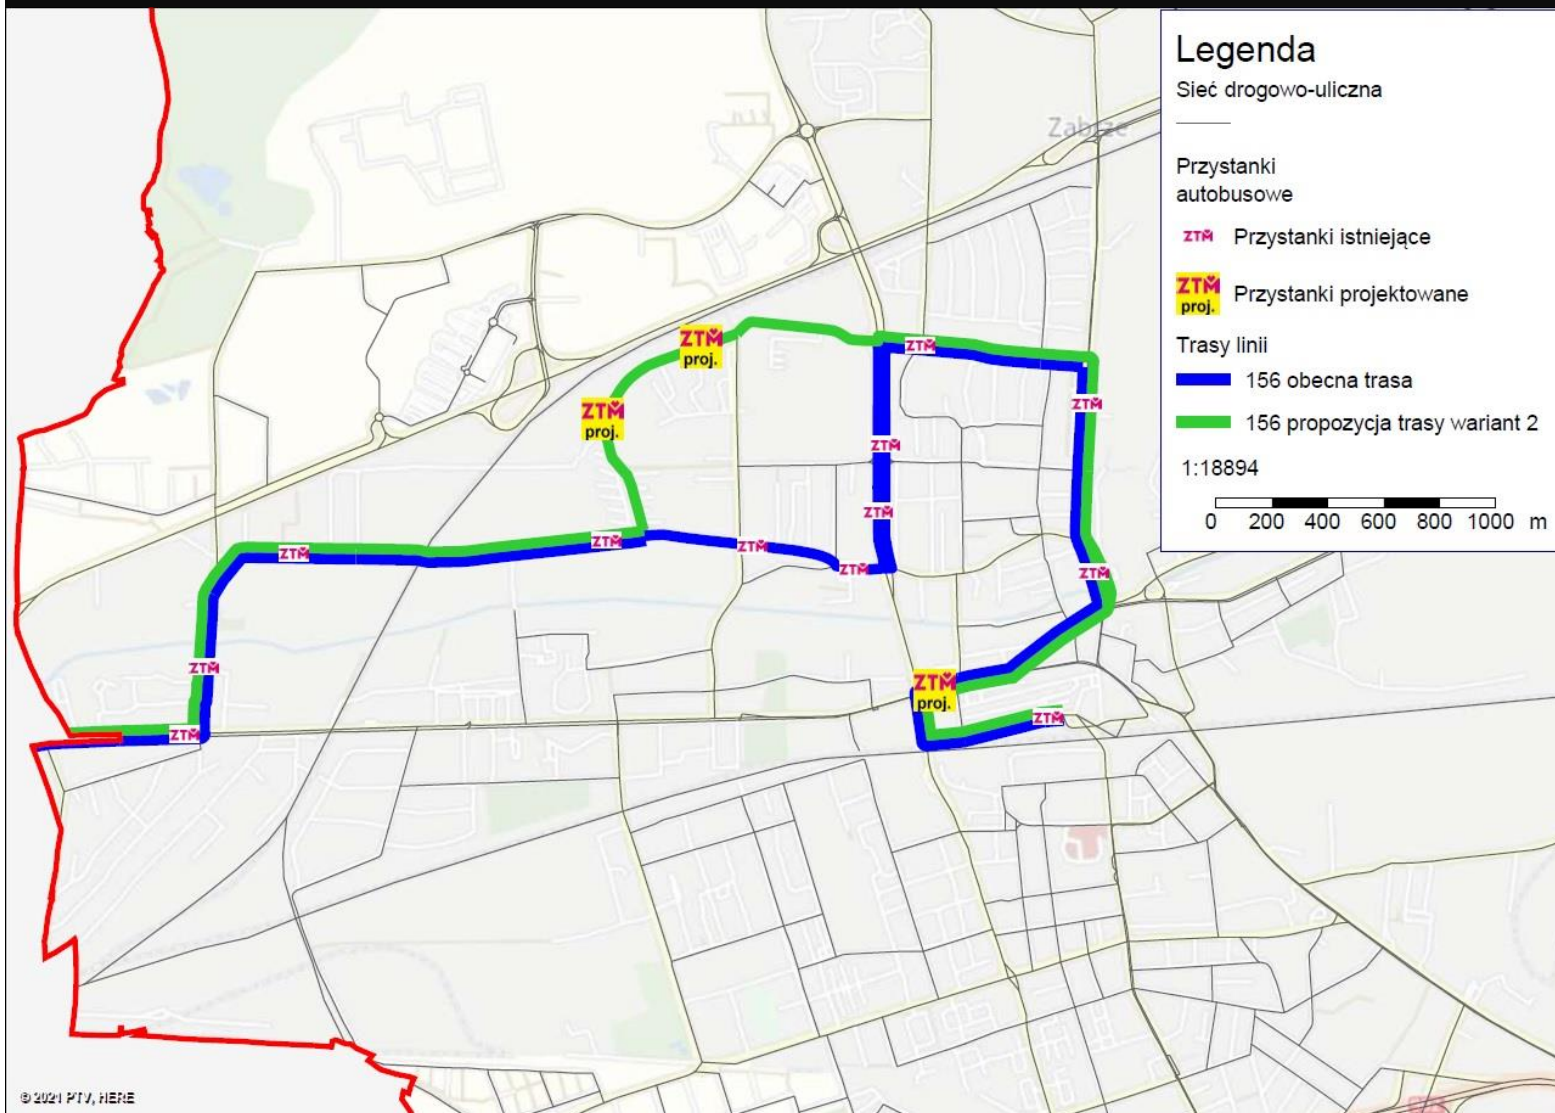 Legenda
Sieć drogowo-uliczna
Przystanki
autobusowe
ZTM Przystanki istniejące
ZTM
proj. Przystanki projektowane
Trasy linii
156 obecna trasa
156 propozycja trasy wariant 2
1:18894
0 200 400 600 800 1000 m
Zabrze
ZTM
proj.
ZTM
ZTM
ZTM
proj.
ZTM
ZTM
ZTM
ZTM
ZTM
ZTM
ZTM
ZTM
ZTM
ZTM
proj.
ZTM
ZTM
© 2021 PTV, HERE